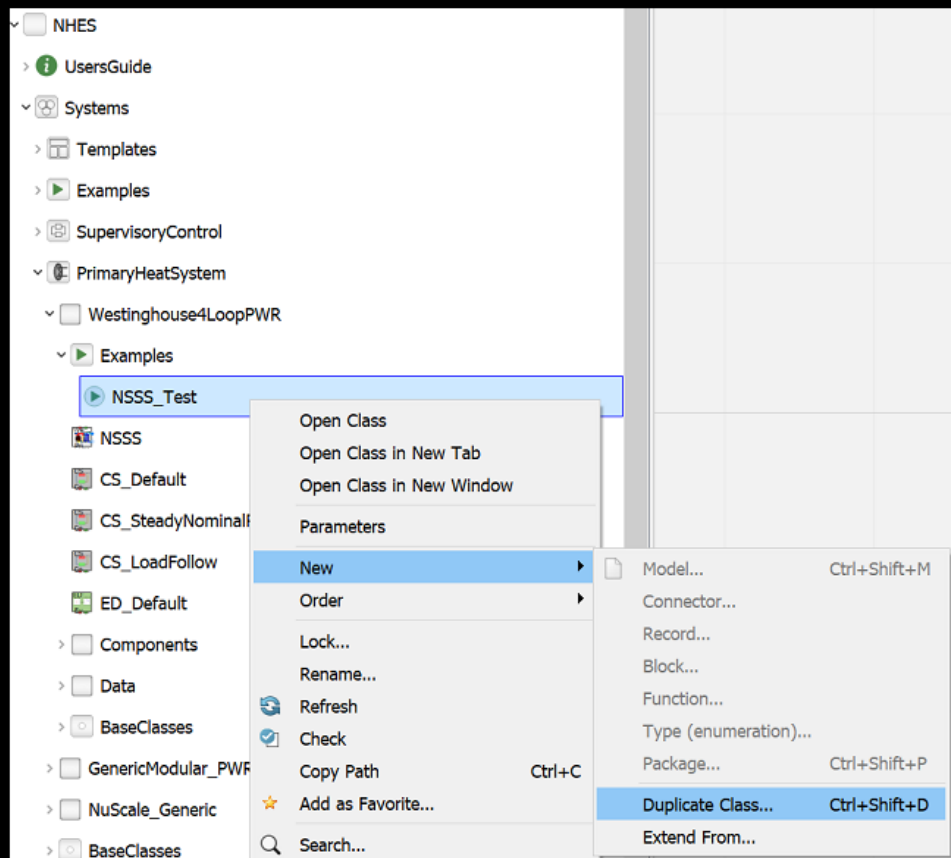 NHES
UsersGuide
Systems
Templates
Examples
SupervisoryControl
PrimaryHeatSystem
Westinghouse4LoopPWR
Examples
NSSS_Test
NSSS
CS_Default
CS_SteadyNominal
CS_LoadFollow
ED_Default
Components
Data
BaseClasses
GenericModular_PWR
NuScale_Generic
BaseClasses
Open Class
Open Class in New Tab
Open Class in New Window
Parameters
New
Order
Lock...
Rename...
Refresh
Check
Copy Path Ctrl+C
Add as Favorite...
Search...
Model... Ctrl+Shift+M
Connector...
Record...
Block...
Function...
Type (enumeration)...
Package... Ctrl+Shift+P
Duplicate Class... Ctrl+Shift+D
Extend From...